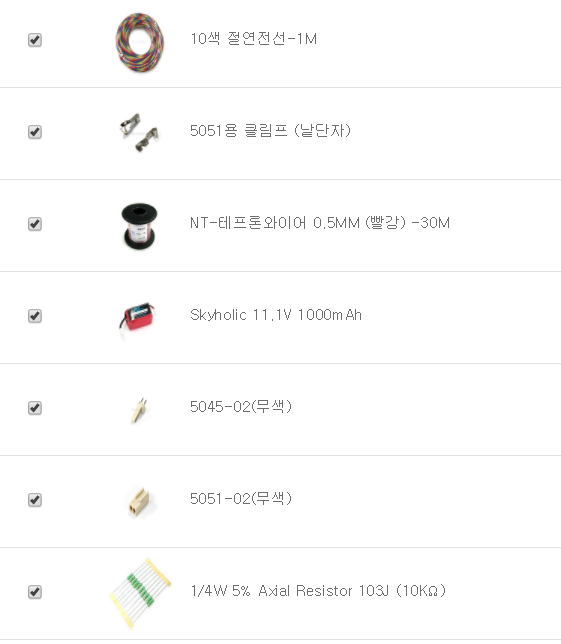 10색 절연전선-1M
5051용 클림프 (낱단자)
NT-테프론와이어 0.5MM (빨강) -30M
Skyholic 11.1V 1000mAh
5045-02(무색)
5051-02(무색)
1/4W 5% Axial Resistor 103J (10KΩ)